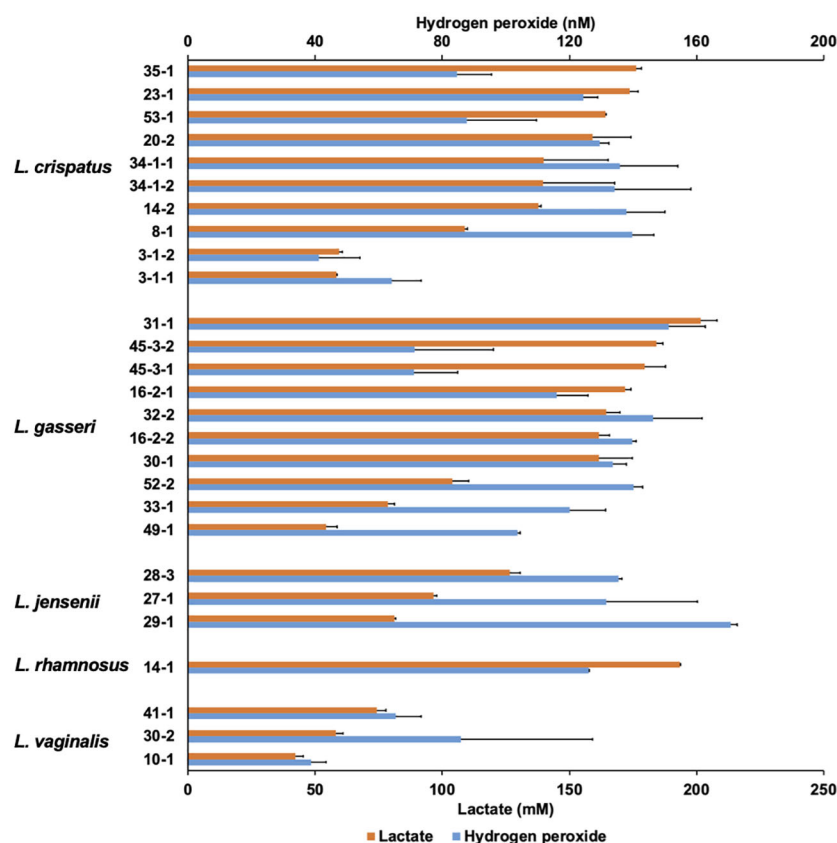 Hydrogen peroxide (nM)
0 40 80 120 160 200
35-1
23-1
53-1
20-2
L. crispatus
34-1-1
34-1-2
14-2
8-1
3-1-2
3-1-1
31-1
45-3-2
45-3-1
16-2-1
32-2
L. gasseri
16-2-2
30-1
52-2
33-1
49-1
28-3
L. jensenii
27-1
29-1
L. rhamnosus 14-1
41-1
L. vaginalis 30-2
10-1
0 50 100 150 200 250
Lactate (mM)
Lactate Hydrogen peroxide